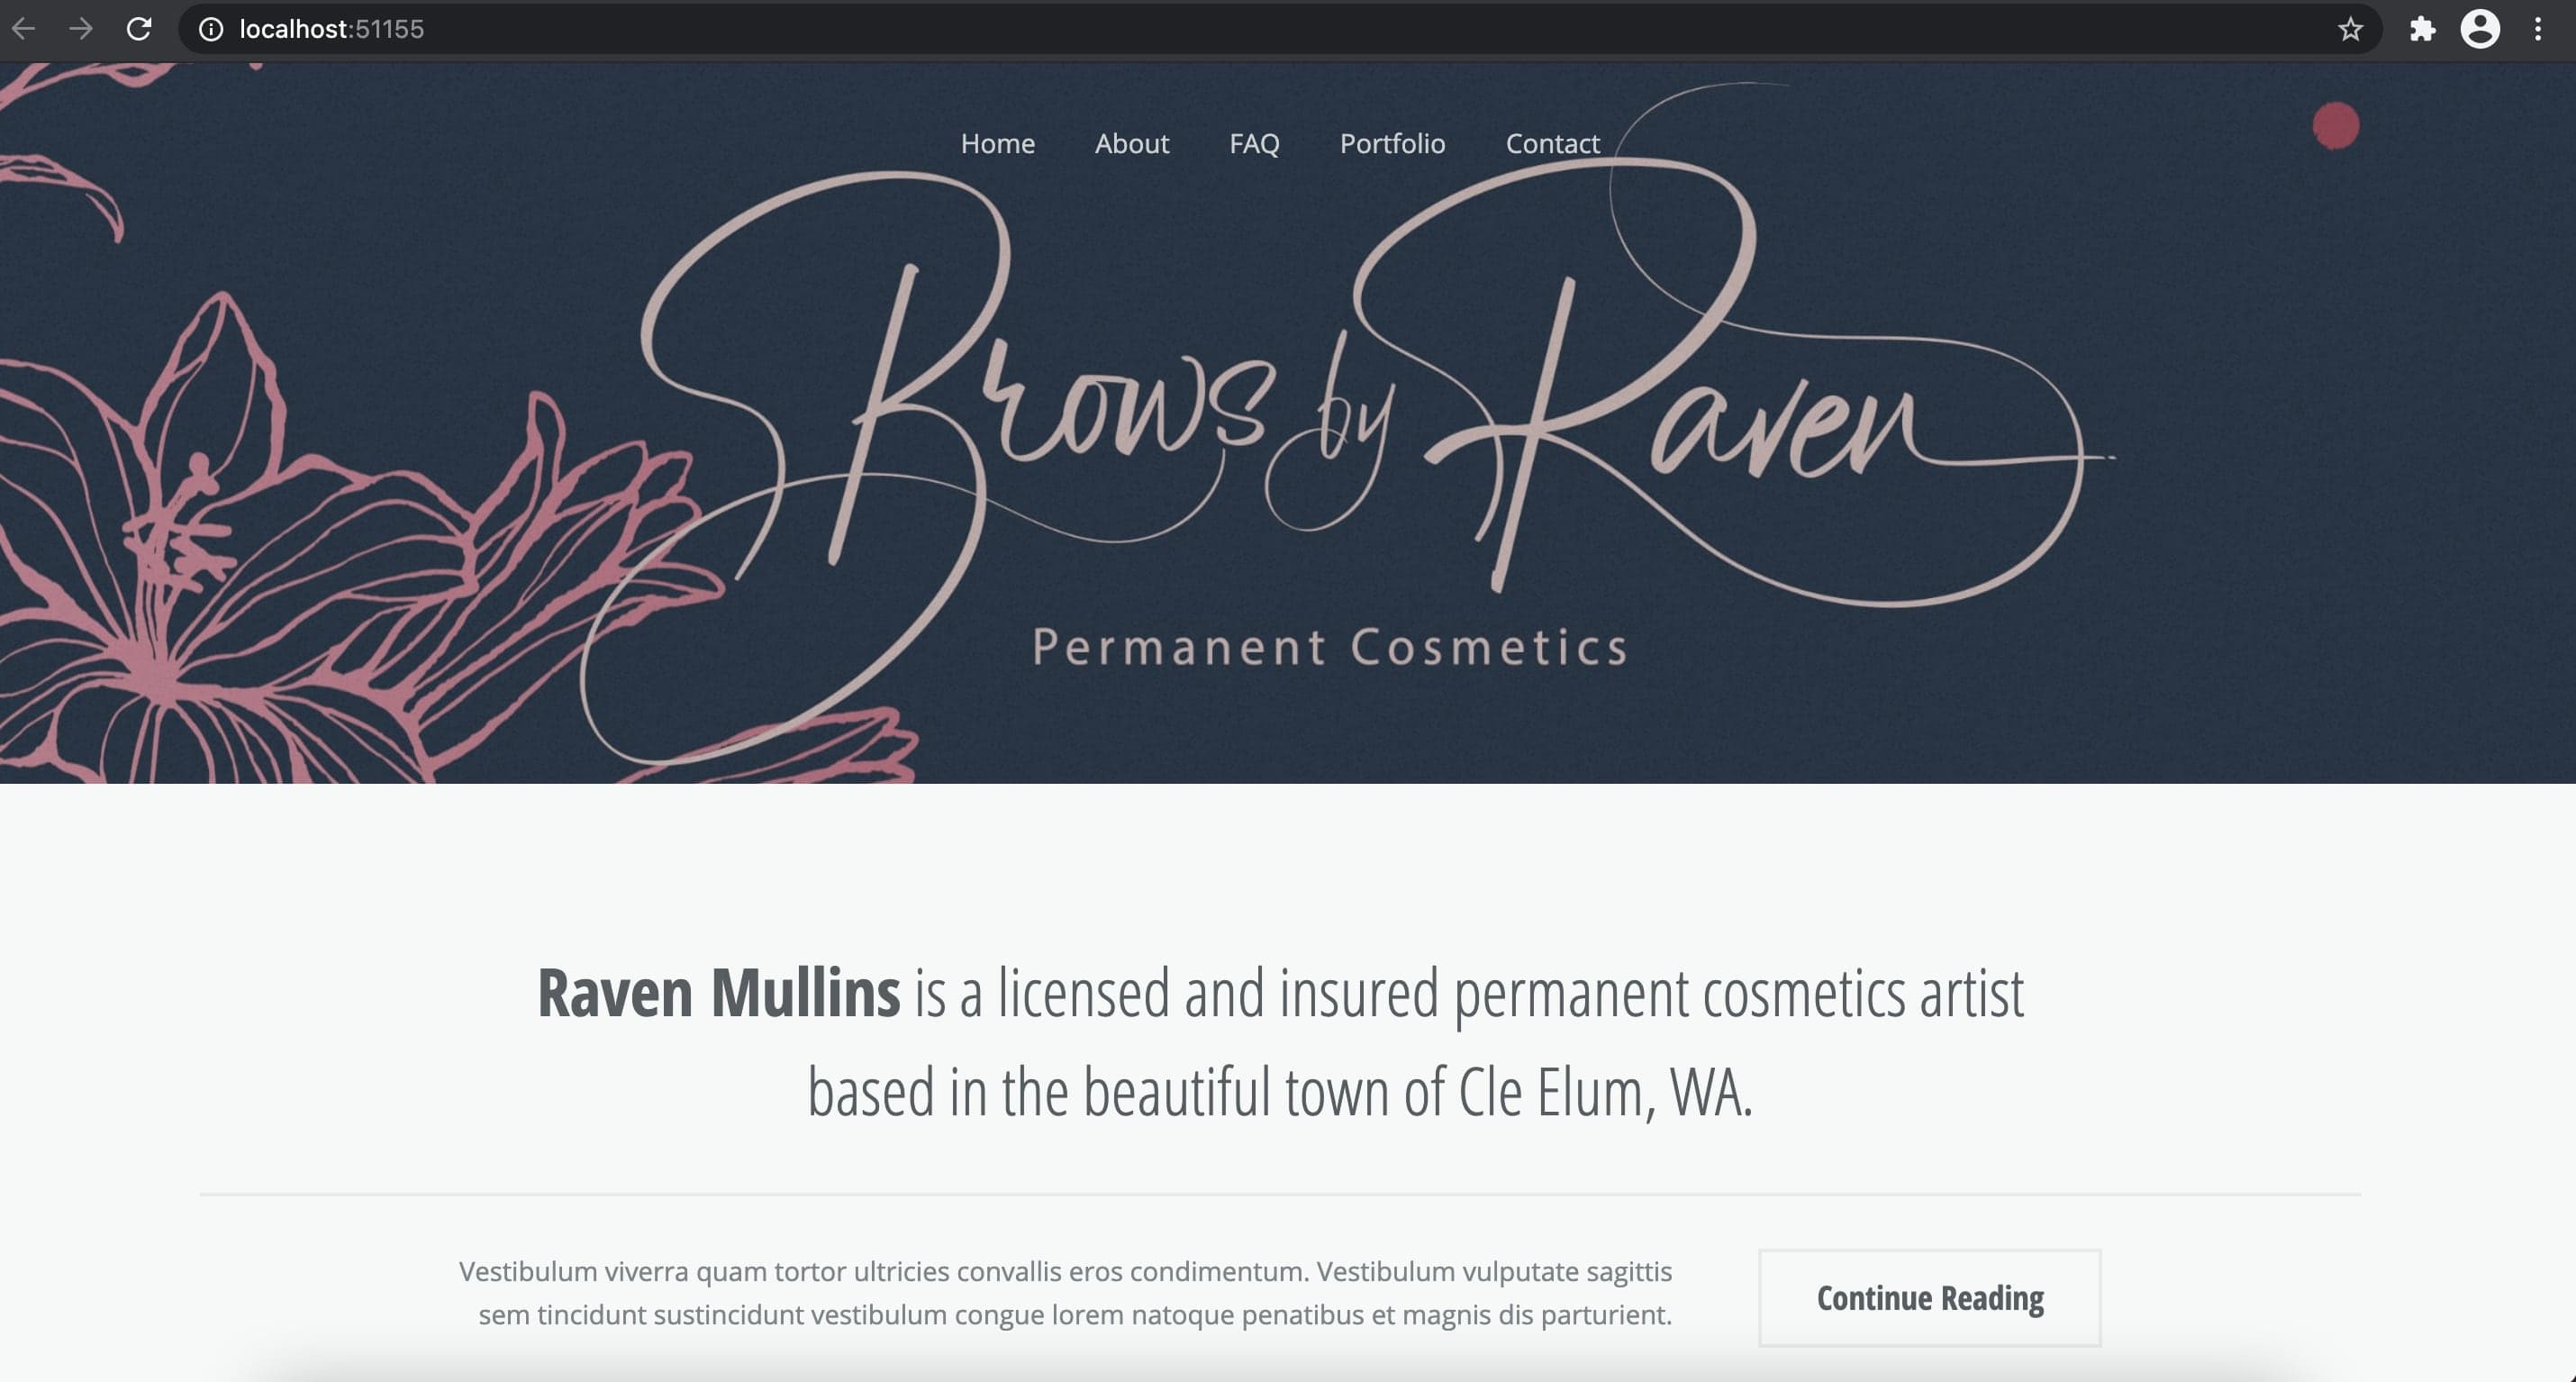 localhost:51155
Home About FAQ Portfolio Contact
Brows by Raven
Permanent Cosmetics
Raven Mullins is a licensed and insured permanent cosmetics artist
based in the beautiful town of Cle Elum, WA.
Vestibulum viverra quam tortor ultricies convallis eros condimentum. Vestibulum vulputate sagittis
sem tincidunt sustincidunt vestibulum congue lorem natoque penatibus et magnis dis parturient.
Continue Reading